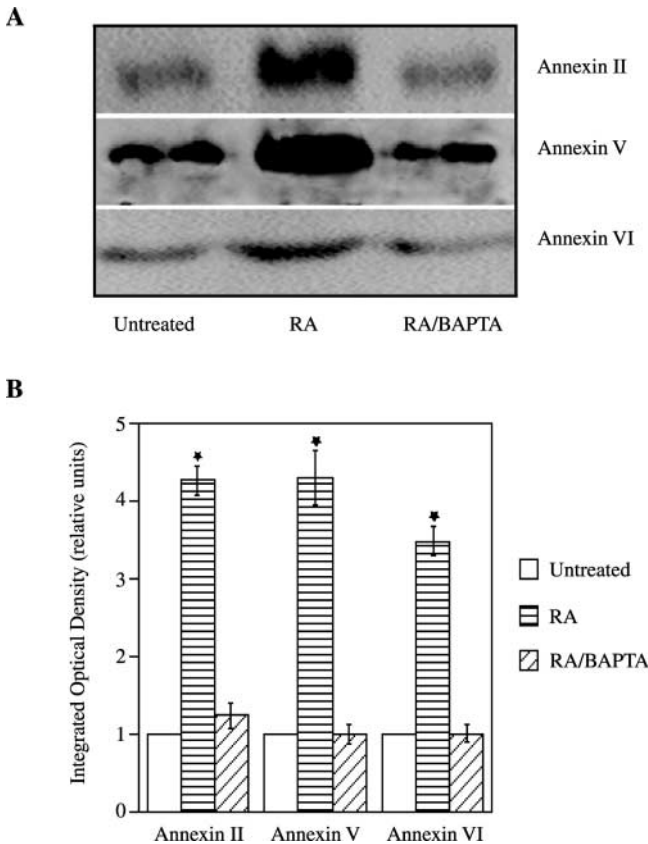 A
Annexin II
Annexin V
Annexin VI
Untreated RA RA/BAPTA
B
Integrated Optical Density (relative units)
5
4
3
2
1
0
Untreated
RA
RA/BAPTA
Annexin II Annexin V Annexin VI